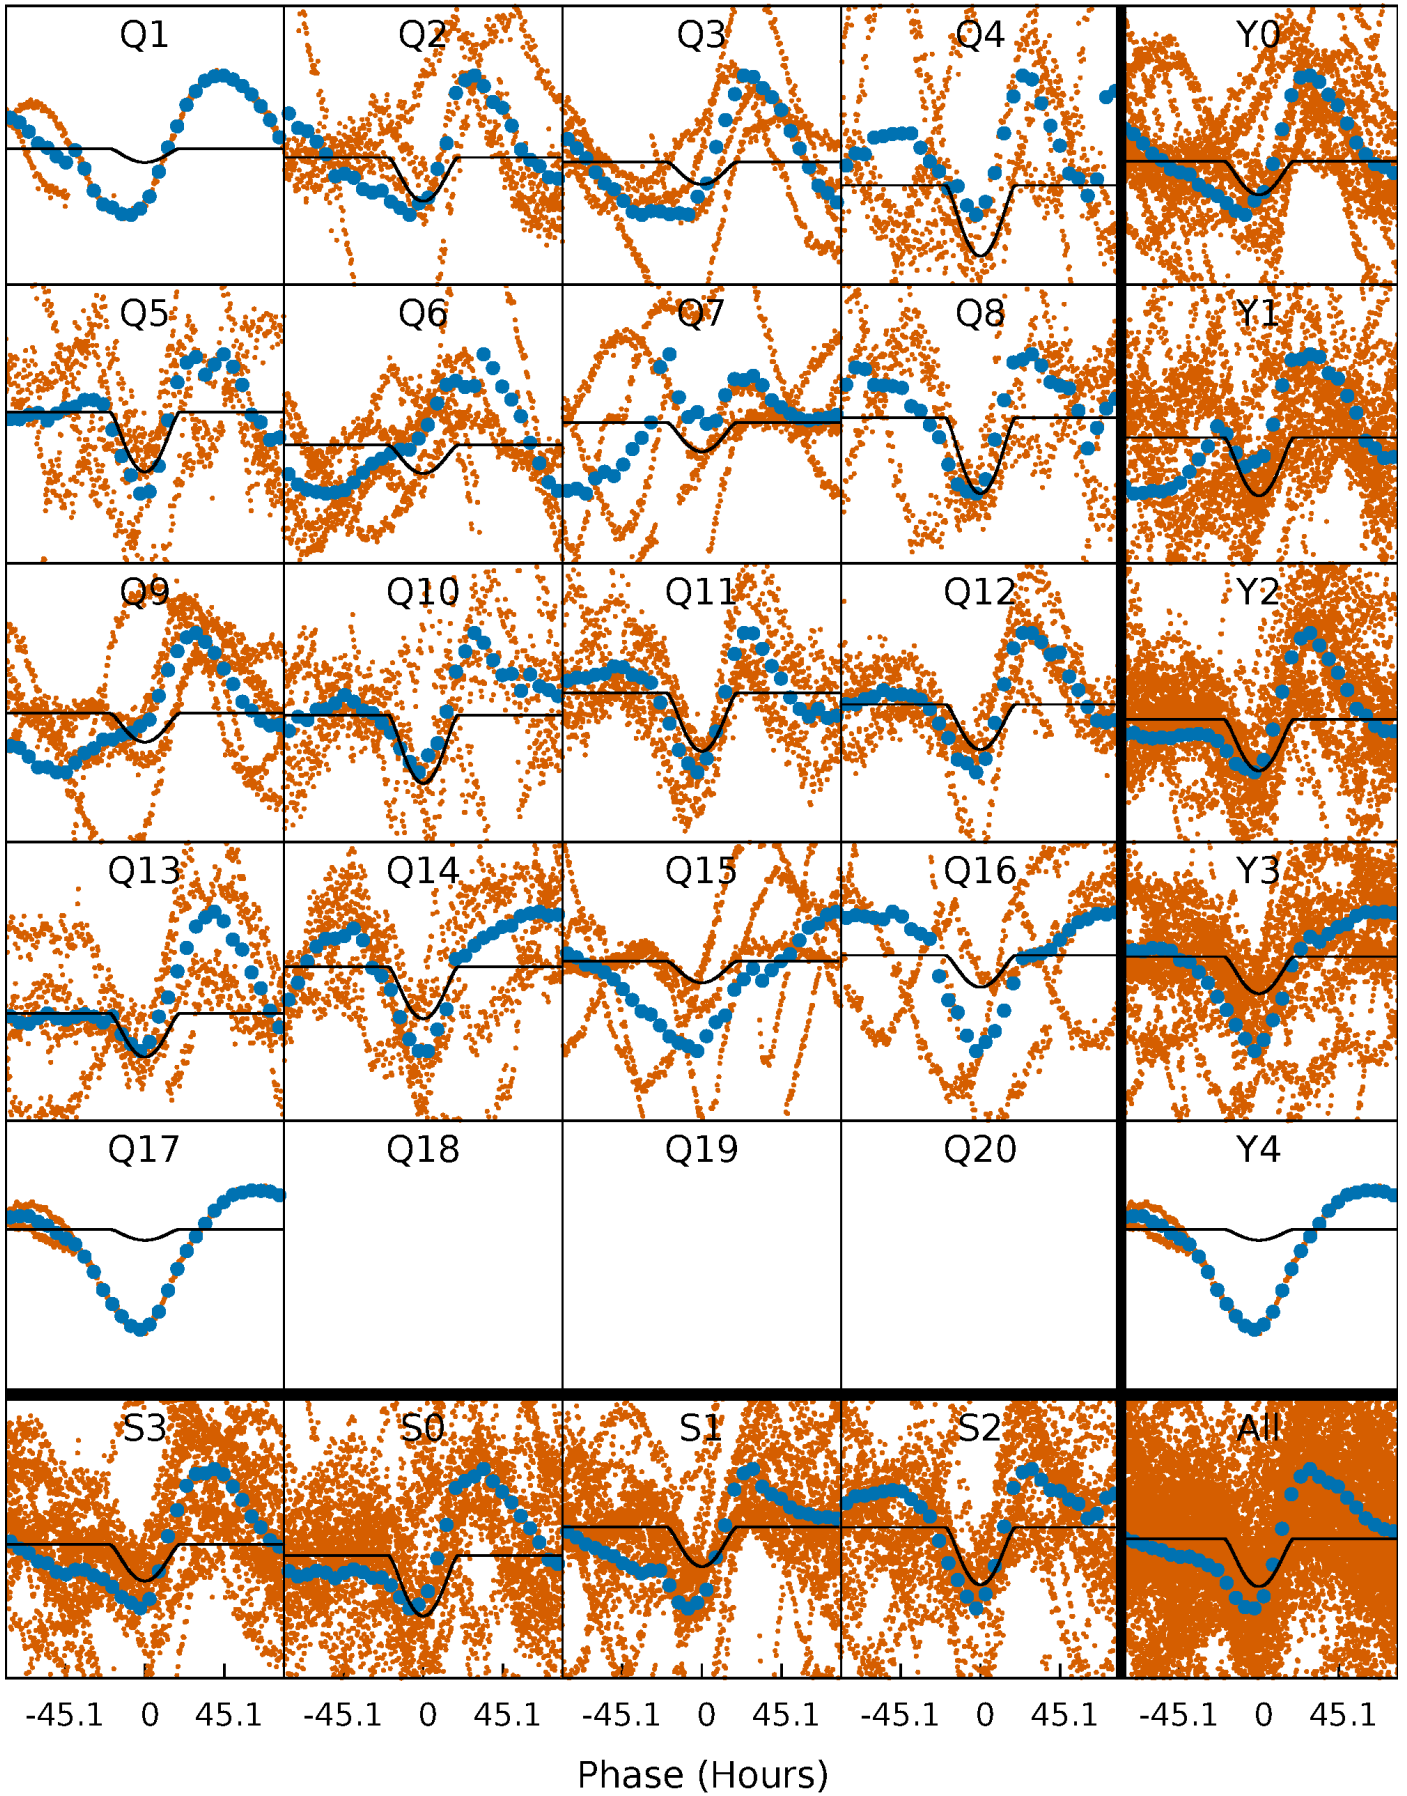 Q1 Q2 Q3 Q4 Y0
Q5 Q6 Q7 Q8 Y1
Q9 Q10 Q11 Q12 Y2
Q13 Q14 Q15 Q16 Y3
Q17 Q18 Q19 Q20 Y4
S3 S0 S1 S2 All
-45.1 0 45.1 -45.1 0 45.1 -45.1 0 45.1 -45.1 0 45.1 -45.1 0 45.1
Phase (Hours)